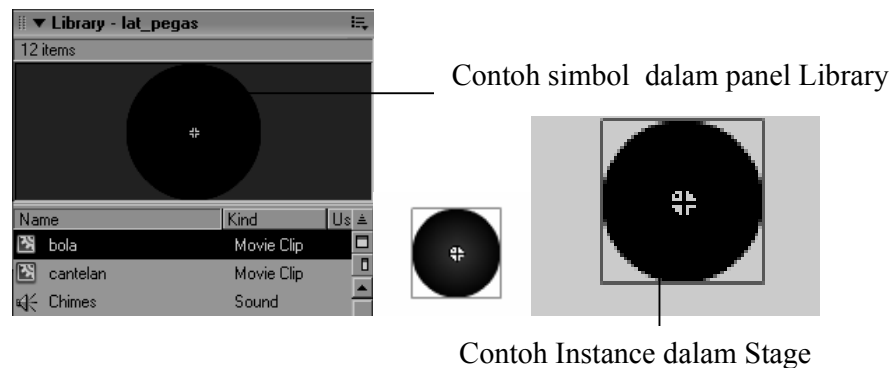 Library - lat_pegas
12 items
Contoh simbol dalam panel Library
Name Kind Us
bola Movie Clip
cantelan Movie Clip
Chimes Sound
Contoh Instance dalam Stage